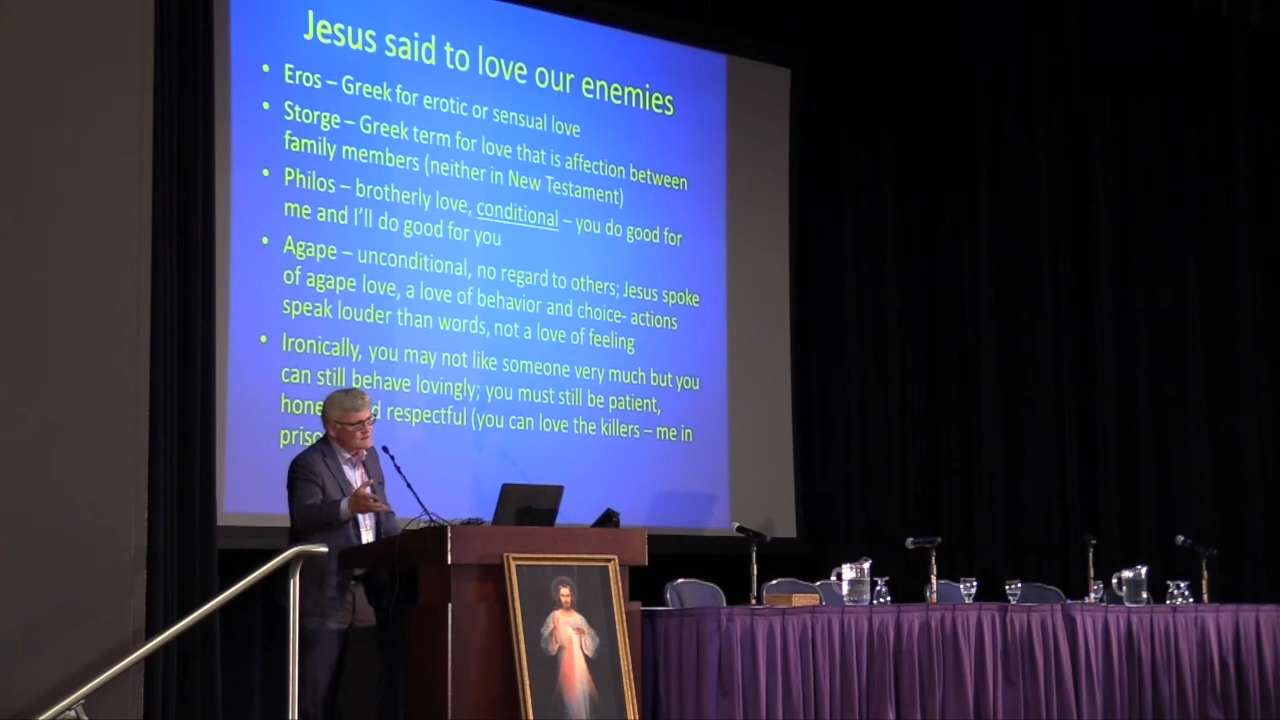 Jesus said to love our enemies
• Eros – Greek for erotic or sensual love
• Storge – Greek term for love that is affection between
family members (neither in New Testament)
• Philos – brotherly love, conditional – you do good for
me and I'll do good for you
• Agape – unconditional, no regard to others; Jesus spoke
of agape love, a love of behavior and choice- actions
speak louder than words, not a love of feeling
• Ironically, you may not like someone very much but you
can still behave lovingly; you must still be patient,
respectful (you can love the killers – me in